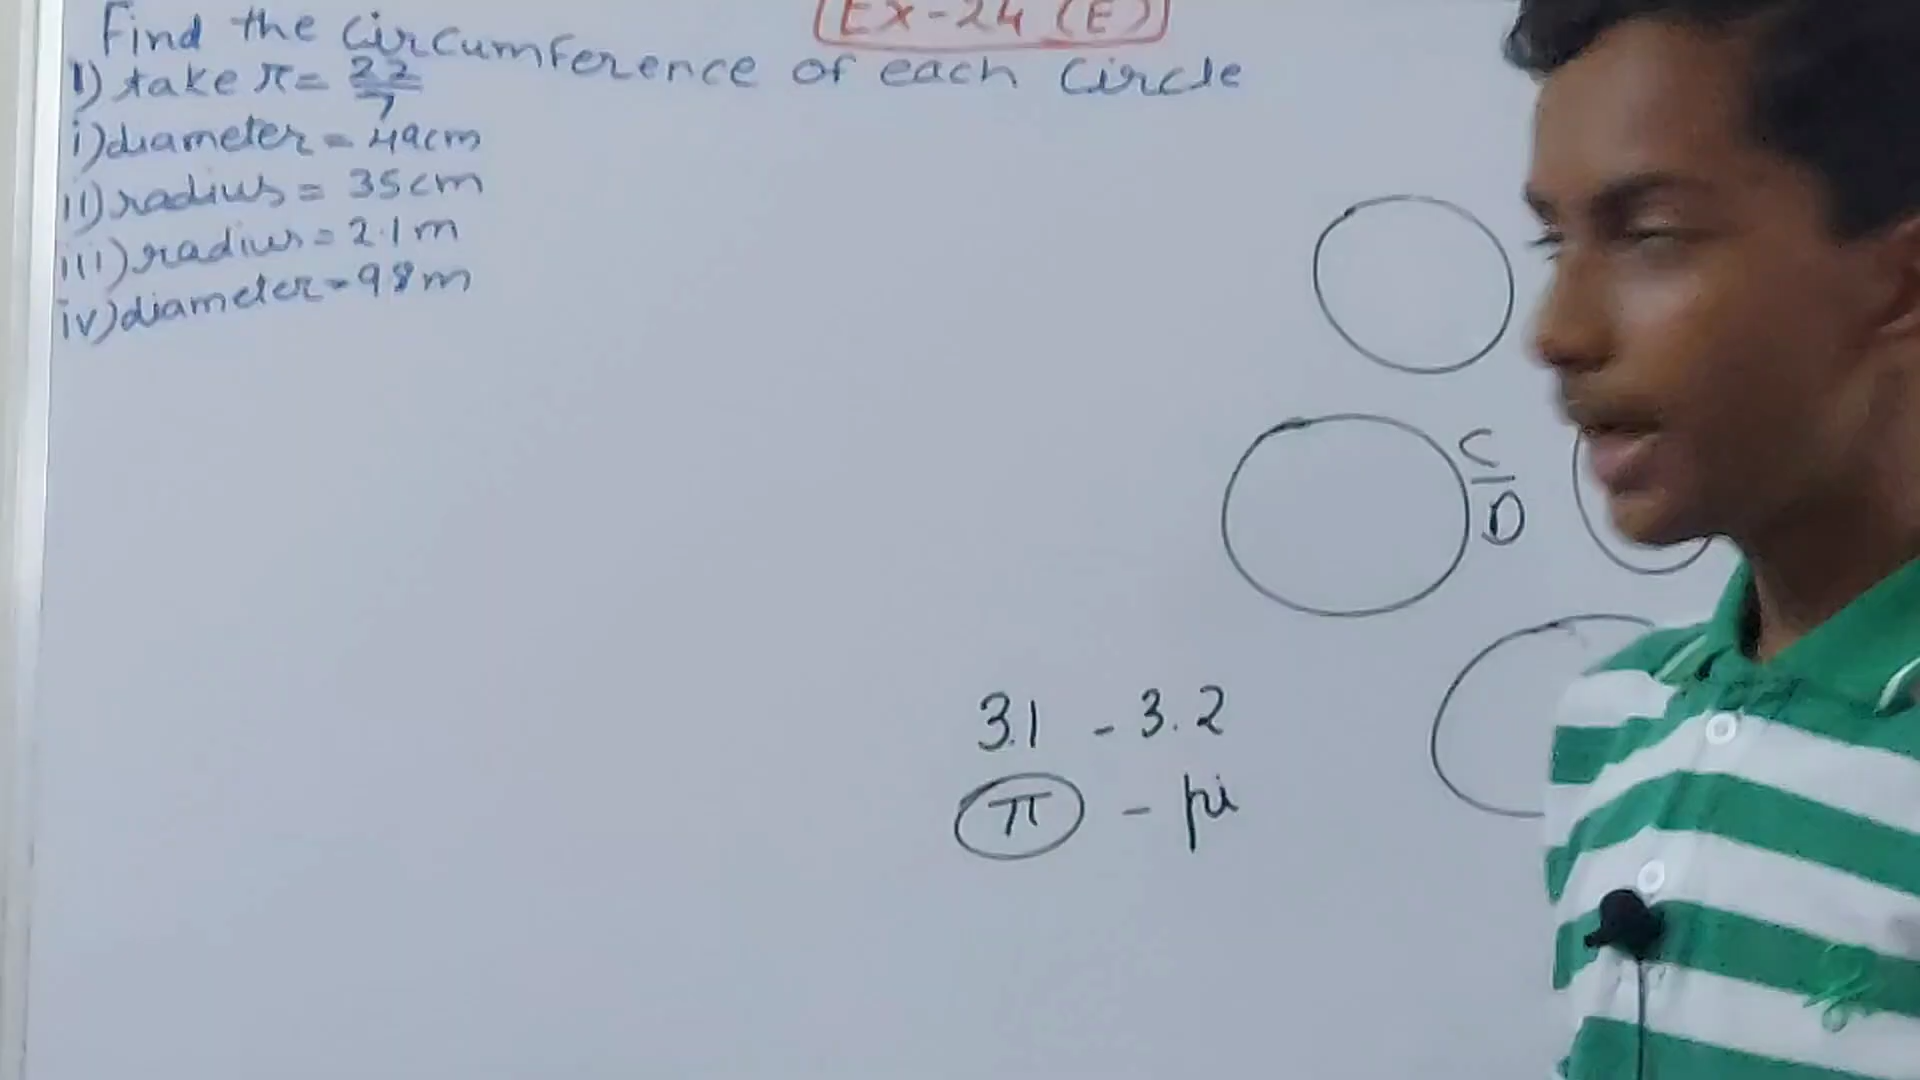 Ex-24 (E)
Find the circumference of each circle
1) take π = 22/7
i) diameter = 49cm
ii) radius = 35cm
iii) radius = 2.1m
iv) diameter = 98m
C/D
3.1 - 3.2
π - pi